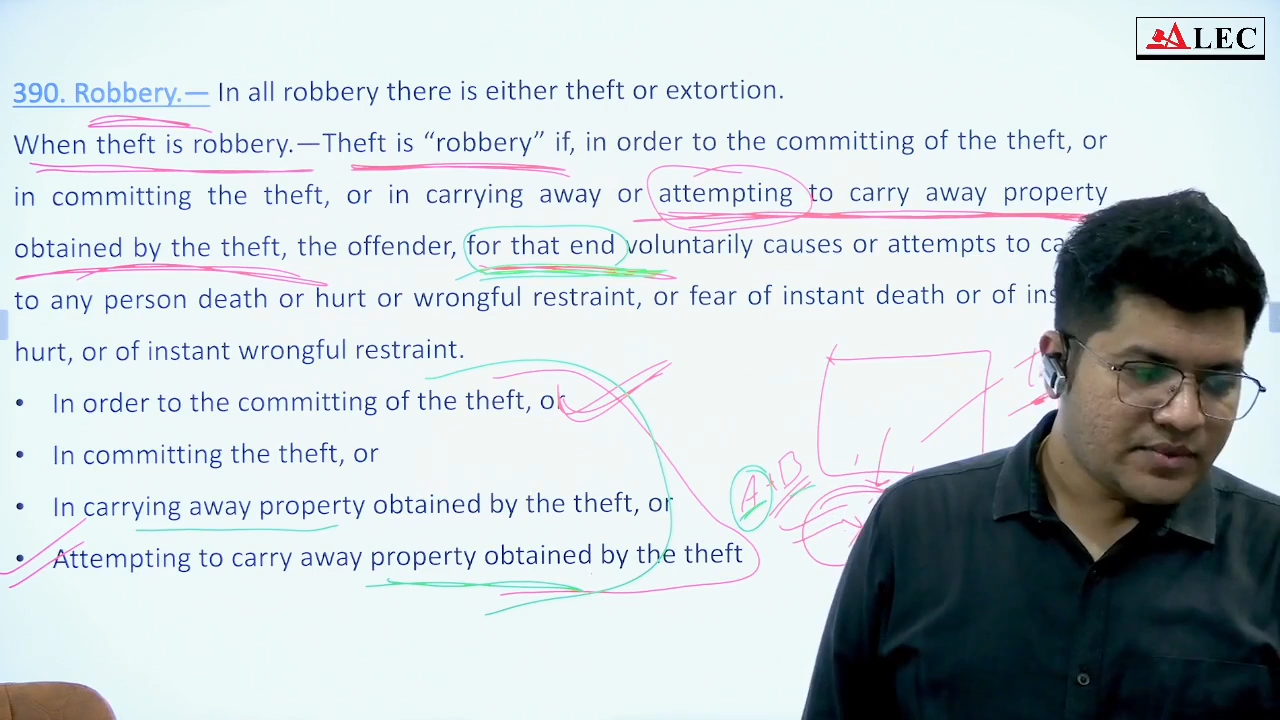 ALEC
390. Robbery.— In all robbery there is either theft or extortion.
When theft is robbery.—Theft is “robbery” if, in order to the committing of the theft, or
in committing the theft, or in carrying away or attempting to carry away property
obtained by the theft, the offender, for that end voluntarily causes or attempts to
to any person death or hurt or wrongful restraint, or fear of instant death or of
hurt, or of instant wrongful restraint.
• In order to the committing of the theft, or
• In committing the theft, or
• In carrying away property obtained by the theft, or
• Attempting to carry away property obtained by the theft
A + B